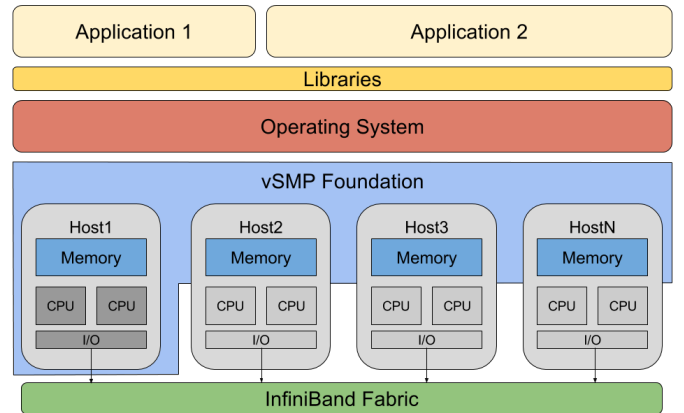 Application 1
Application 2
Libraries
Operating System
vSMP Foundation
Host1
Host2
Host3
HostN
Memory
Memory
Memory
Memory
CPU CPU
CPU CPU
CPU CPU
CPU CPU
I/O
I/O
I/O
I/O
InfiniBand Fabric